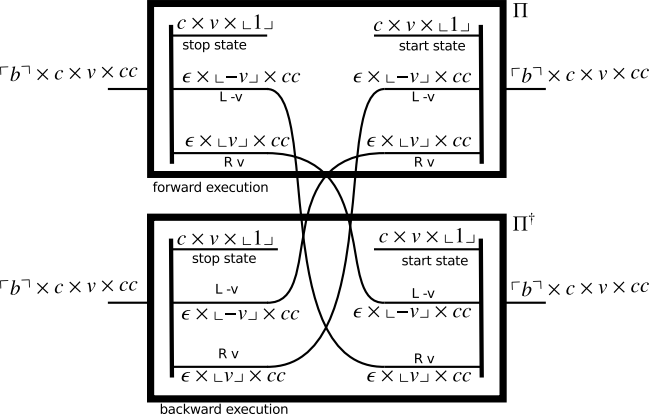 c × v × ⌞1⌟ c × v × ⌞1⌟ Π
stop state start state
⌜b⌝ × c × v × cc ϵ × ⌞−v⌟ × cc ϵ × ⌞−v⌟ × cc ⌜b⌝ × c × v × cc
L -v L -v
ϵ × ⌞v⌟ × cc ϵ × ⌞v⌟ × cc
R v R v
forward execution
c × v × ⌞1⌟ c × v × ⌞1⌟ Π†
stop state start state
⌜b⌝ × c × v × cc L -v L -v ⌜b⌝ × c × v × cc
ϵ × ⌞−v⌟ × cc ϵ × ⌞−v⌟ × cc
R v R v
ϵ × ⌞v⌟ × cc ϵ × ⌞v⌟ × cc
backward execution